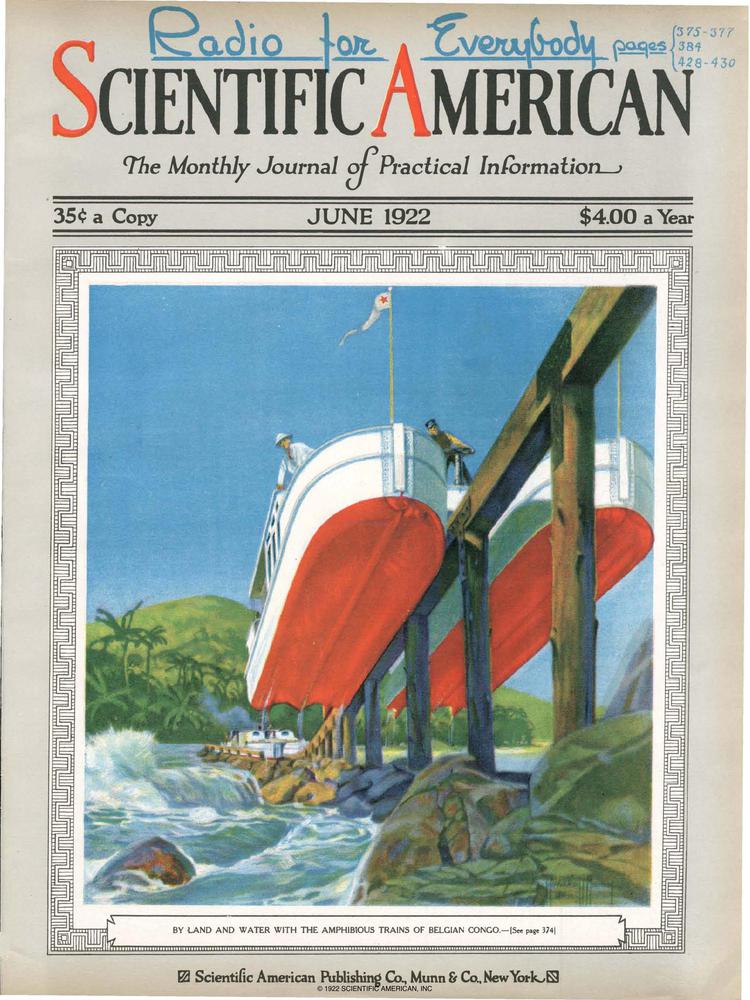 Radio for Everybody pages 375-377
384
428-430
SCIENTIFIC AMERICAN
The Monthly Journal of Practical Information
35¢ a Copy JUNE 1922 $4.00 a Year
BY LAND AND WATER WITH THE AMPHIBIOUS TRAINS OF BELGIAN CONGO.—[See page 374]
Scientific American Publishing Co., Munn & Co., New York
© 1922 SCIENTIFIC AMERICAN, INC